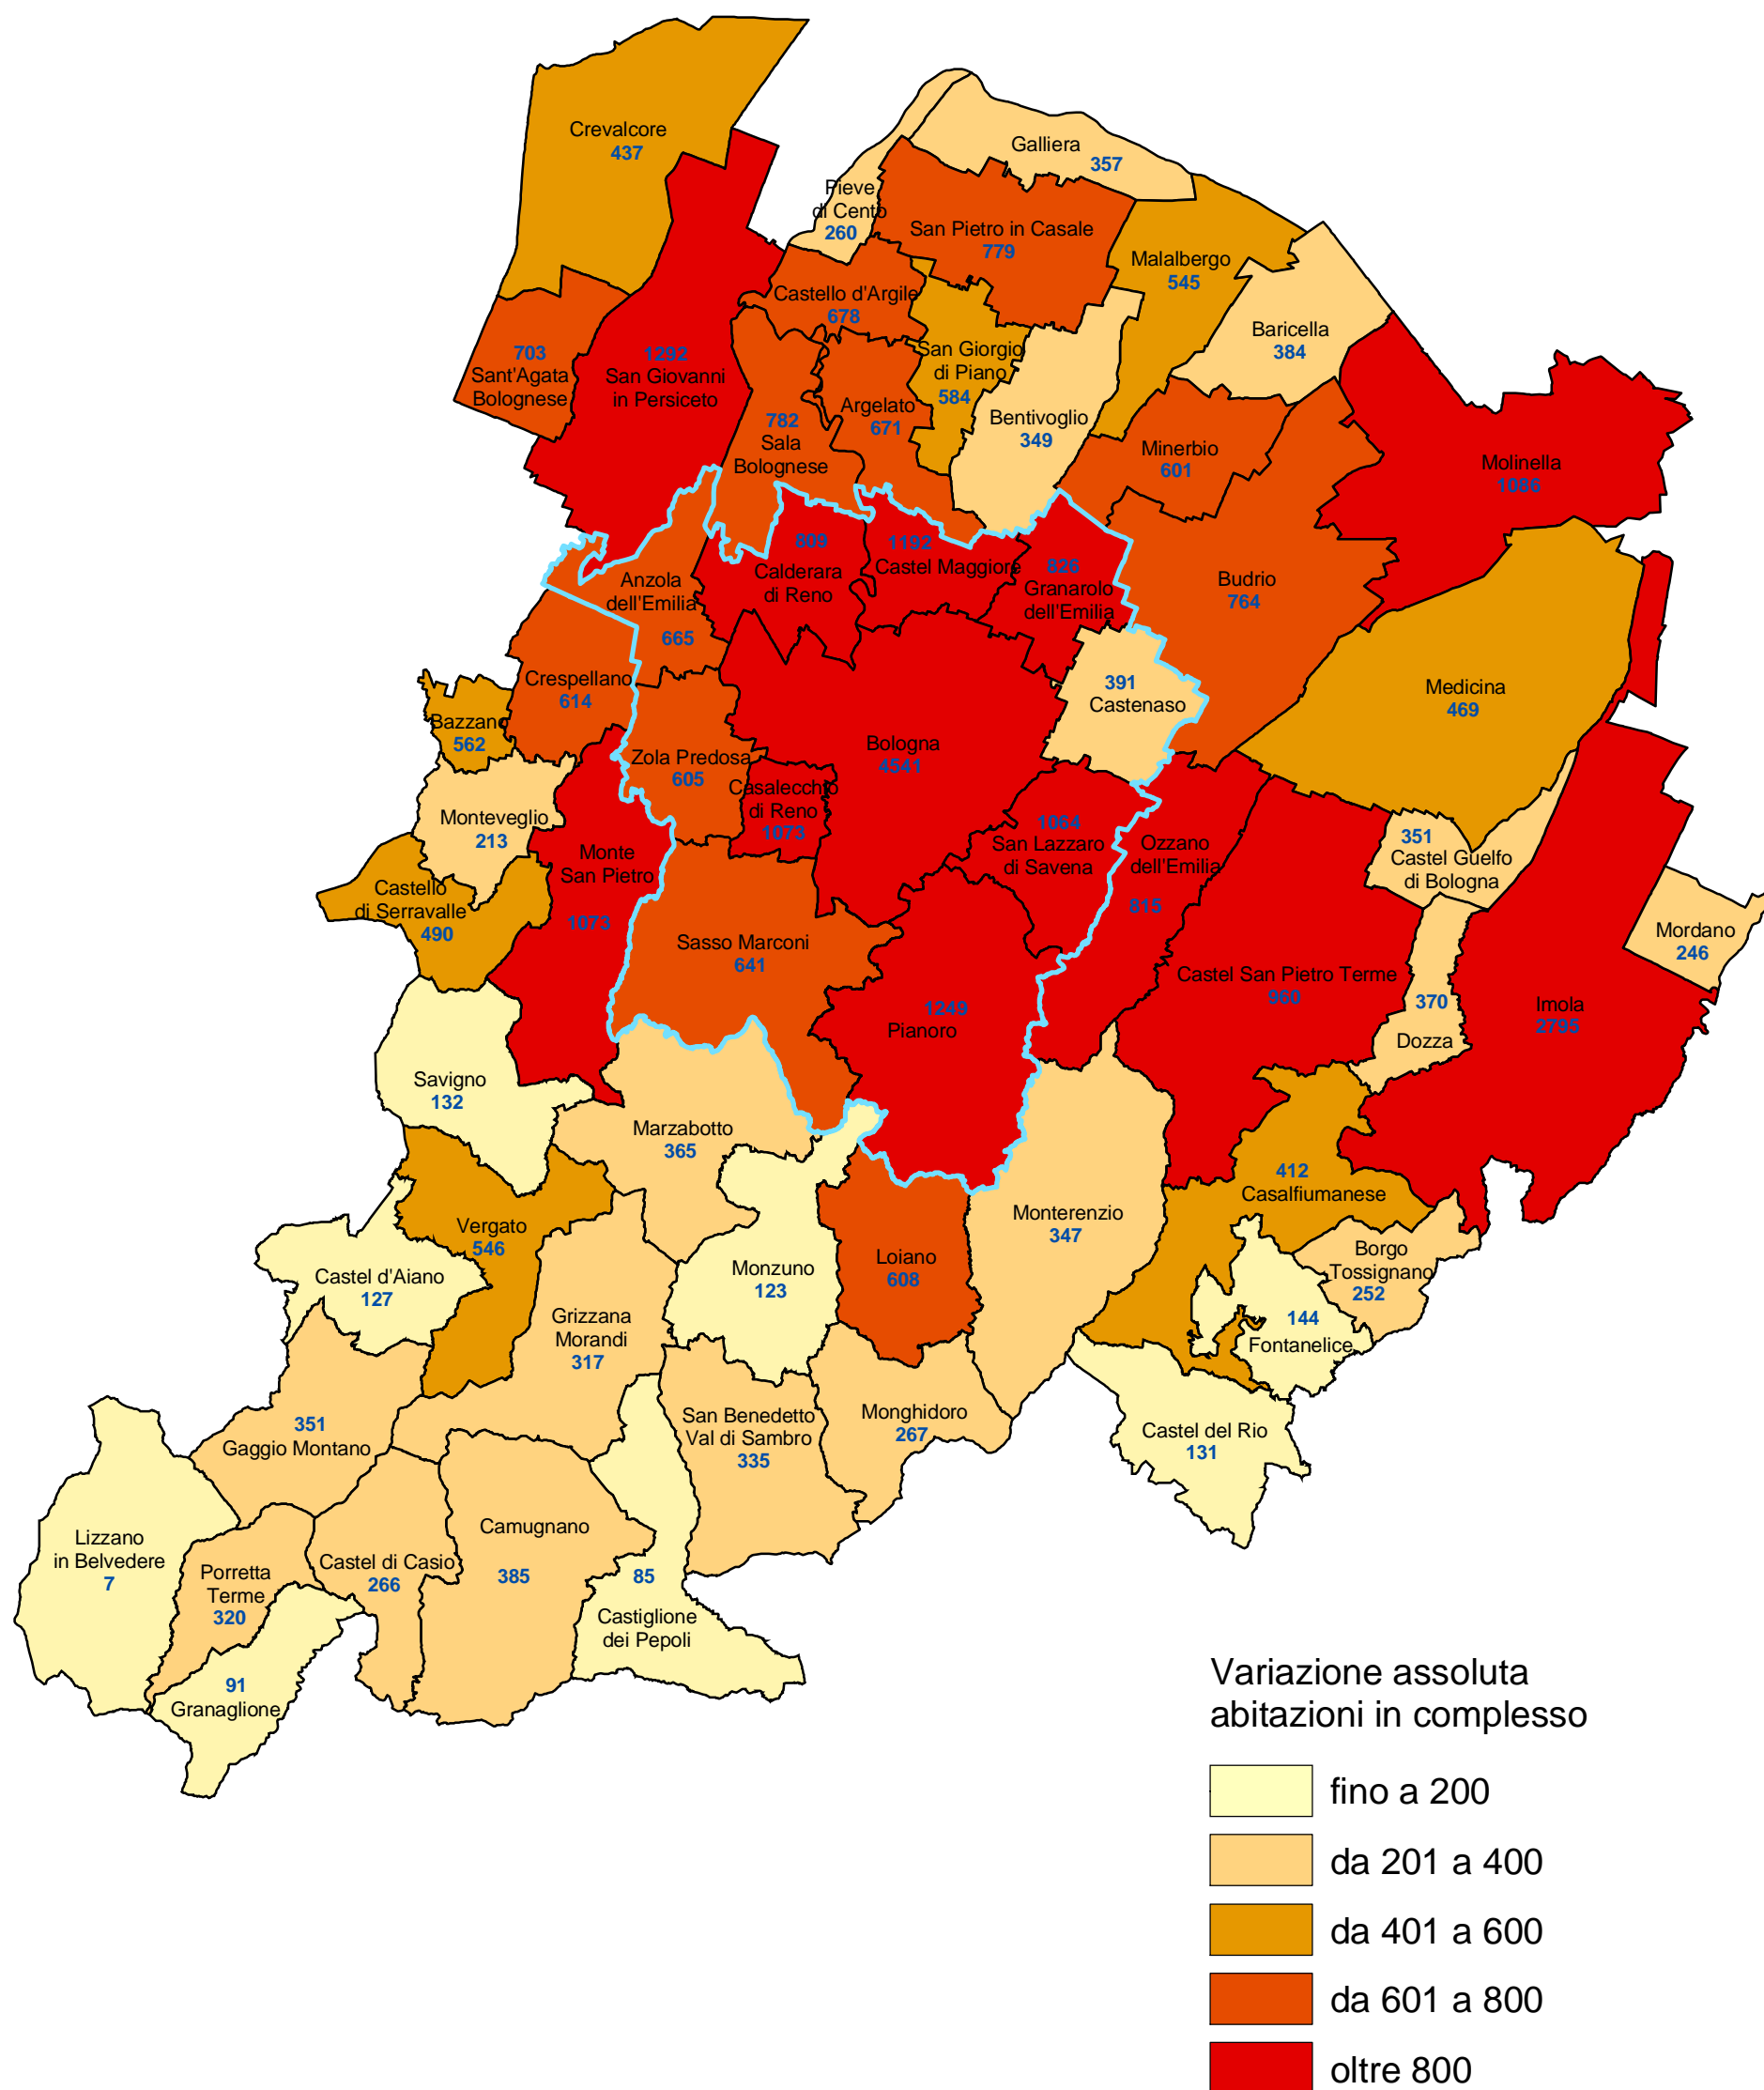 Crevalcore
437
Galliera
357
Pieve
di Cento
260
San Pietro in Casale
779
Malalbergo
545
Castello d'Argile
678
Baricella
384
703
Sant'Agata
Bolognese
1292
San Giovanni
in Persiceto
San Giorgio
di Piano
584
782
Sala
Bolognese
Argelato
671
Bentivoglio
349
Minerbio
601
Molinella
1086
809
Calderara
di Reno
1192
Castel Maggiore
826
Granarolo
dell'Emilia
Budrio
764
Anzola
dell'Emilia
665
Crespellano
614
391
Castenaso
Medicina
469
Bazzano
562
Bologna
4541
Zola Predosa
605
Casalecchio
di Reno
1073
Monteveglio
213
1064
San Lazzaro
di Savena
Ozzano
dell'Emilia
815
351
Castel Guelfo
di Bologna
Monte
San Pietro
1073
Castello
di Serravalle
490
Sasso Marconi
641
Mordano
246
Castel San Pietro Terme
960
370
Dozza
Imola
2795
1249
Pianoro
Savigno
132
Marzabotto
365
412
Casalfiumanese
Vergato
546
Monterenzio
347
Castel d'Aiano
127
Monzuno
123
Loiano
608
Borgo
Tossignano
252
Grizzana
Morandi
317
144
Fontanelice
351
Gaggio Montano
San Benedetto
Val di Sambro
335
Monghidoro
267
Castel del Rio
131
Lizzano
in Belvedere
7
Camugnano
385
Castel di Casio
266
Porretta
Terme
320
85
Castiglione
dei Pepoli
91
Granaglione
Variazione assoluta
abitazioni in complesso
fino a 200
da 201 a 400
da 401 a 600
da 601 a 800
oltre 800